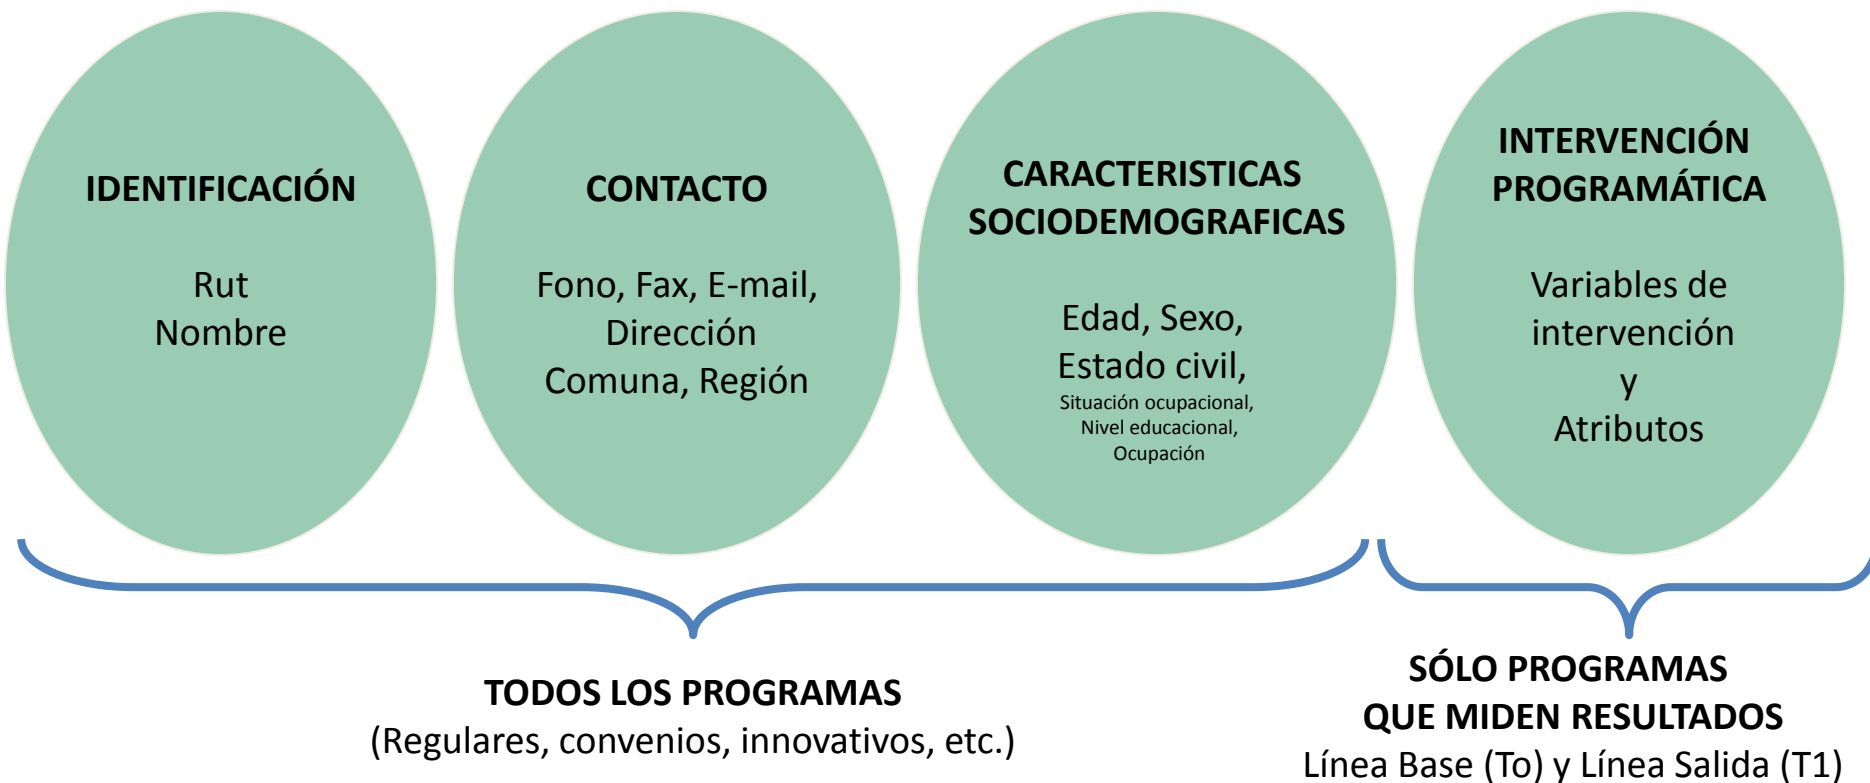 IDENTIFICACIÓN
Rut
Nombre
CONTACTO
Fono, Fax, E-mail,
Dirección
Comuna, Región
CARACTERISTICAS
SOCIODEMOGRAFICAS
Edad, Sexo,
Estado civil,
Situación ocupacional,
Nivel educacional,
Ocupación
INTERVENCIÓN
PROGRAMÁTICA
Variables de
intervención
y
Atributos
TODOS LOS PROGRAMAS
(Regulares, convenios, innovativos, etc.)
SÓLO PROGRAMAS
QUE MIDEN RESULTADOS
Línea Base (To) y Línea Salida (T1)